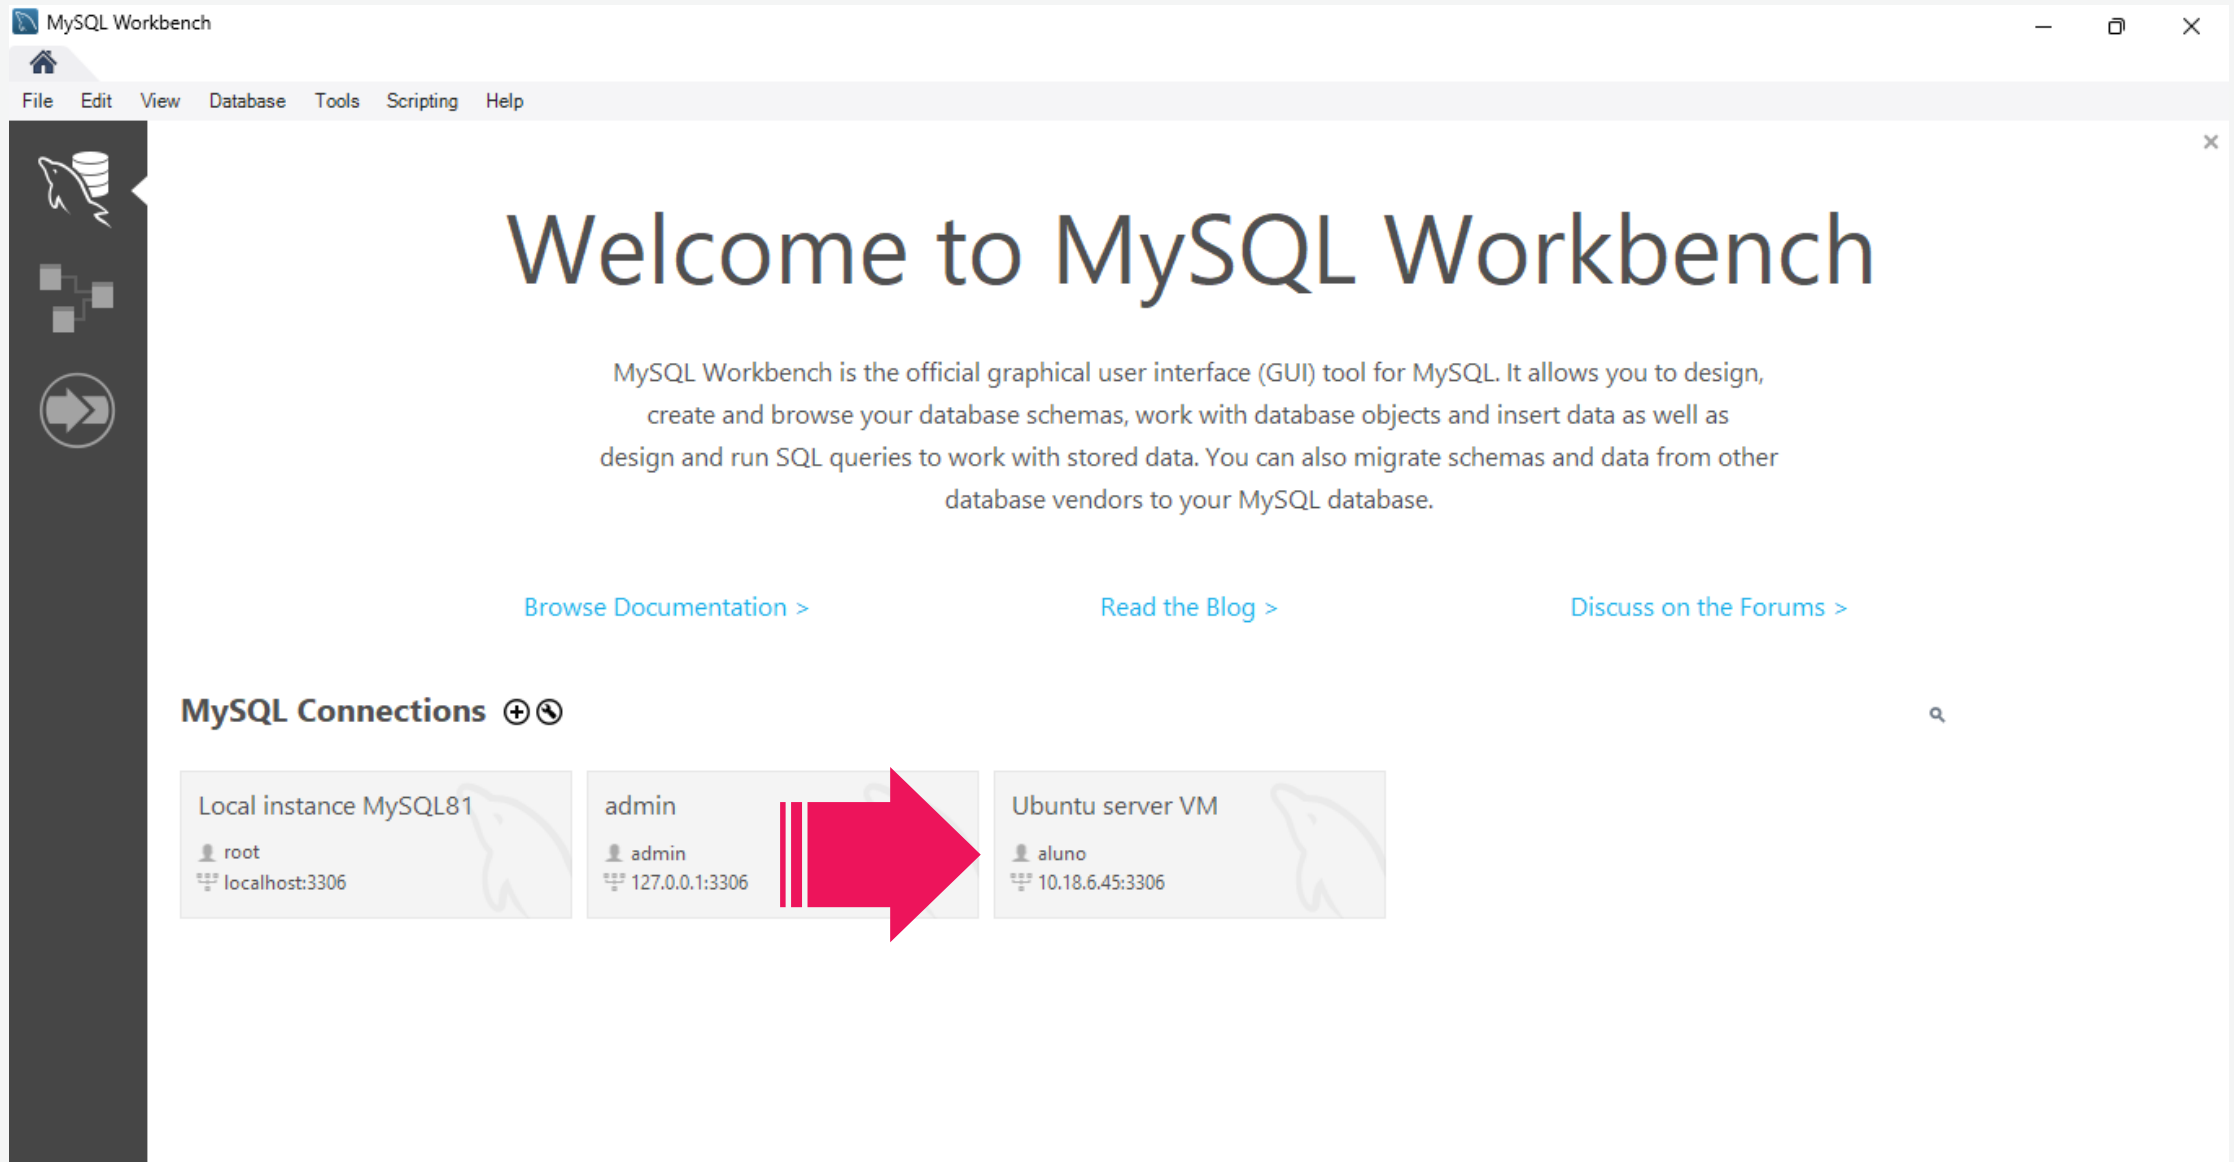 MySQL Workbench
File Edit View Database Tools Scripting Help
Welcome to MySQL Workbench
MySQL Workbench is the official graphical user interface (GUI) tool for MySQL. It allows you to design,
create and browse your database schemas, work with database objects and insert data as well as
design and run SQL queries to work with stored data. You can also migrate schemas and data from other
database vendors to your MySQL database.
Browse Documentation > Read the Blog > Discuss on the Forums >
MySQL Connections
Local instance MySQL81
root
localhost:3306
admin
admin
127.0.0.1:3306
Ubuntu server VM
aluno
10.18.6.45:3306